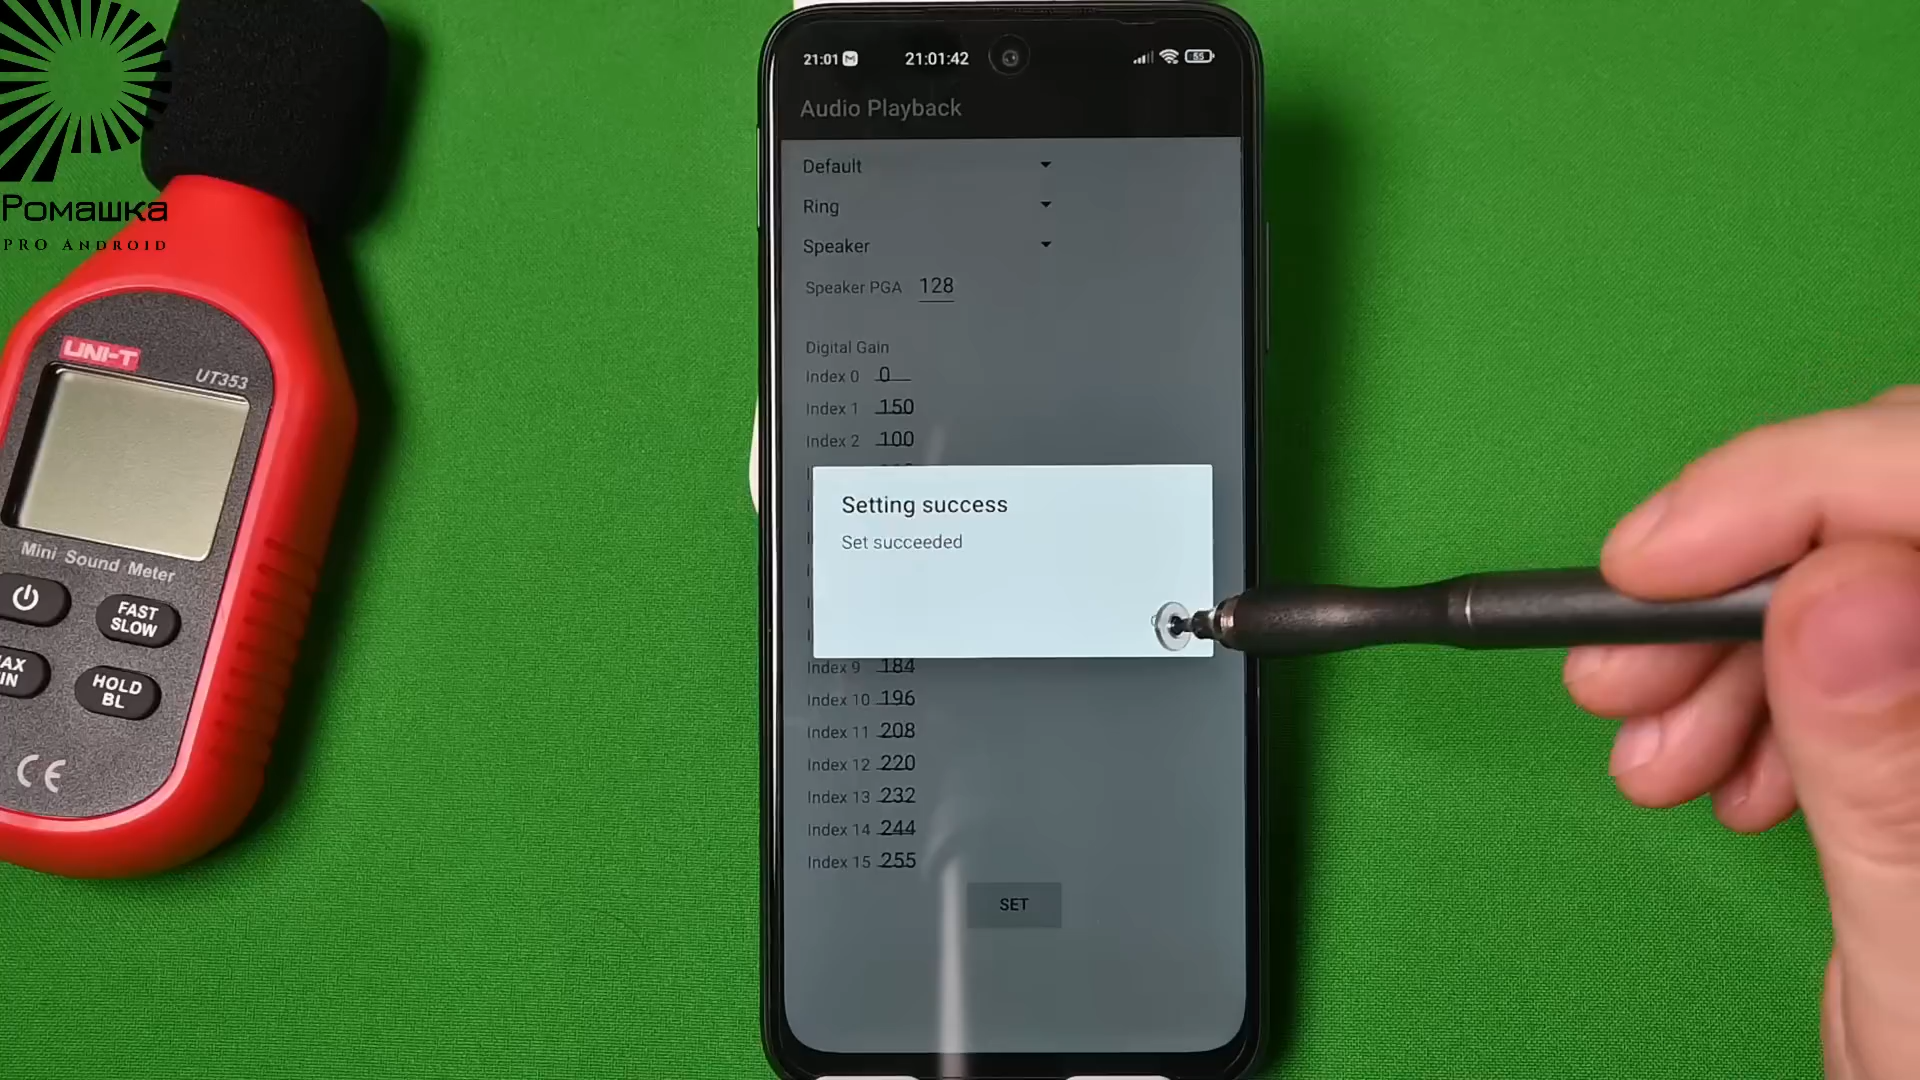 Ромашка
PRO Android
UNI-T
UT353
Mini Sound Meter
FAST
SLOW
HOLD
BL
CE
21:01
21:01:42
55
Audio Playback
Default
Ring
Speaker
Speaker PGA 128
Digital Gain
Index 0 0
Index 1 150
Index 2 100
Setting success
Set succeeded
Index 9 184
Index 10 196
Index 11 208
Index 12 220
Index 13 232
Index 14 244
Index 15 255
SET